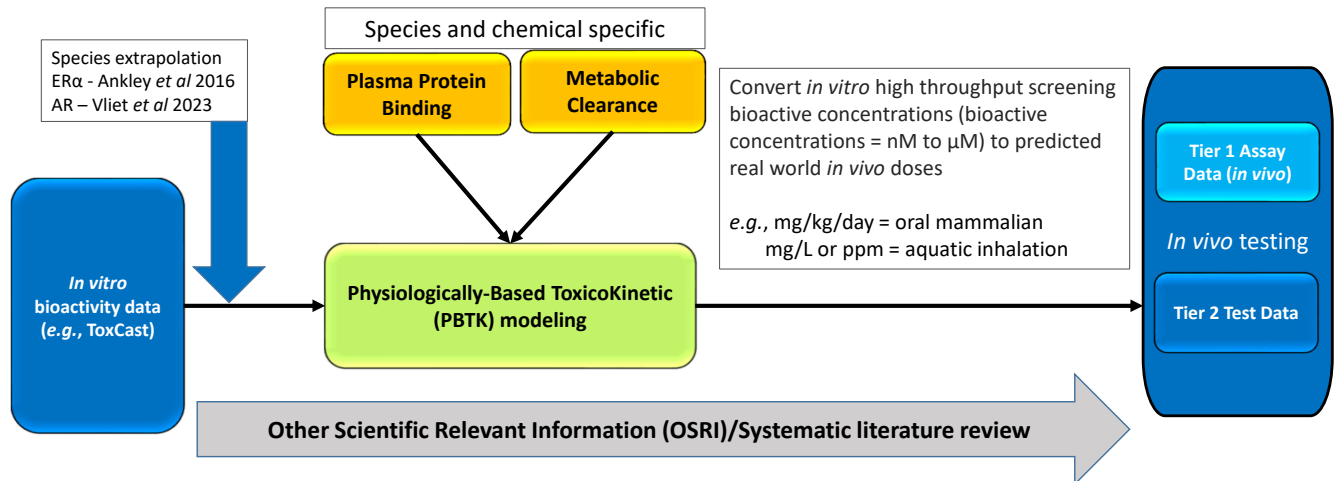 Species extrapolation
ERα - Ankley et al 2016
AR – Vliet et al 2023
Species and chemical specific
Plasma Protein
Binding
Metabolic
Clearance
Convert in vitro high throughput screening
bioactive concentrations (bioactive
concentrations = nM to μM) to predicted
real world in vivo doses
e.g., mg/kg/day = oral mammalian
mg/L or ppm = aquatic inhalation
Tier 1 Assay
Data (in vivo)
In vivo testing
Tier 2 Test Data
In vitro
bioactivity data
(e.g., ToxCast)
Physiologically-Based ToxicoKinetic
(PBTK) modeling
Other Scientific Relevant Information (OSRI)/Systematic literature review